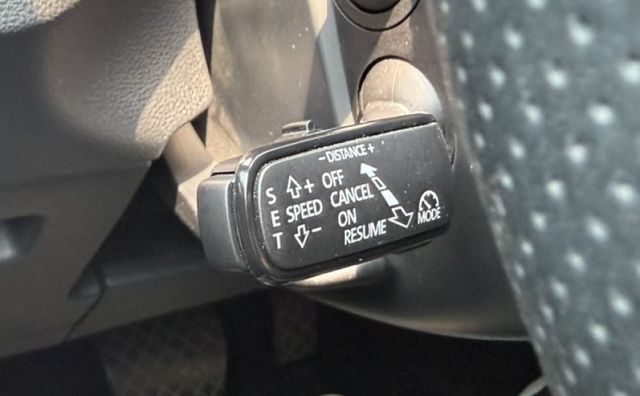 – DISTANCE +
S + OFF
E SPEED CANCEL
T – ON
RESUME
MODE